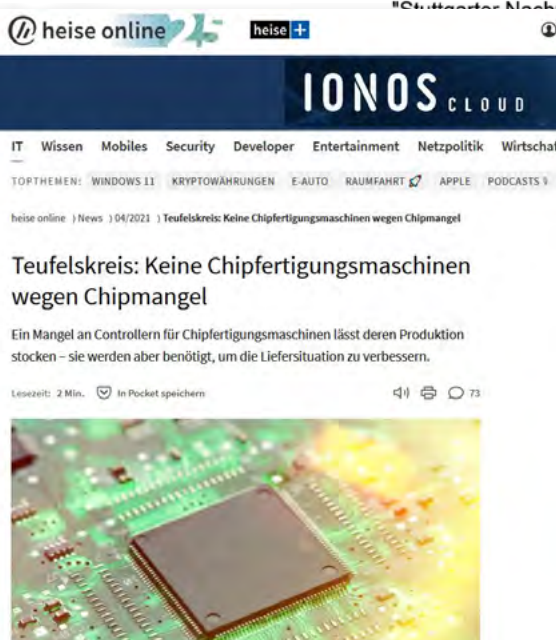 heise online 25
heise +
IONOS CLOUD
IT Wissen Mobiles Security Developer Entertainment Netzpolitik
TOPTHEMEN: WINDOWS 11 KRYPTOWÄHRUNGEN E-AUTO RAUMFAHRT APPLE PODCASTS
heise online ⟩ News ⟩ 04/2021 ⟩ Teufelskreis: Keine Chipfertigungsmaschinen wegen Chipmangel
Teufelskreis: Keine Chipfertigungsmaschinen
wegen Chipmangel
Ein Mangel an Controllern für Chipfertigungsmaschinen lässt deren Produktion
stocken – sie werden aber benötigt, um die Liefersituation zu verbessern.
Lesezeit: 2 Min. In Pocket speichern 73